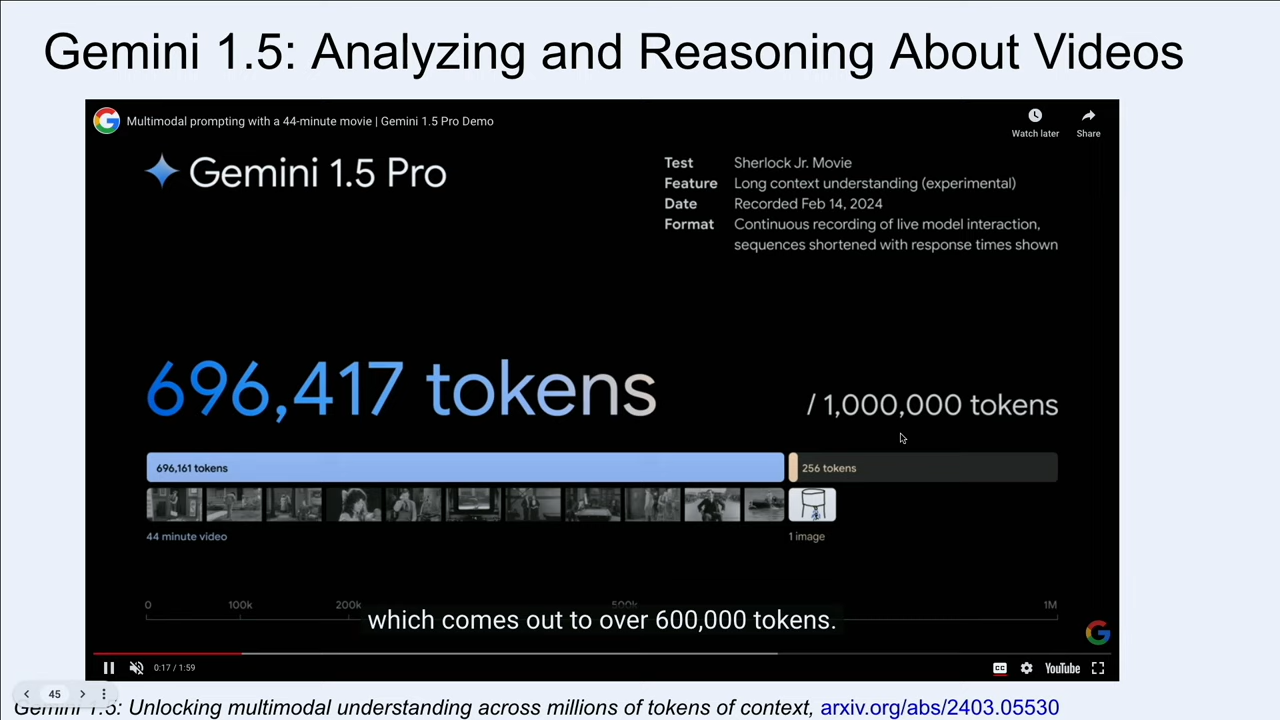 Gemini 1.5: Analyzing and Reasoning About Videos
Multimodal prompting with a 44-minute movie | Gemini 1.5 Pro Demo
Watch later
Share
Gemini 1.5 Pro
Test Sherlock Jr. Movie
Feature Long context understanding (experimental)
Date Recorded Feb 14, 2024
Format Continuous recording of live model interaction,
sequences shortened with response times shown
696,417 tokens
/ 1,000,000 tokens
696,161 tokens
256 tokens
44 minute video
1 image
0 100k 200k 500k 1M
which comes out to over 600,000 tokens.
0:17 / 1:59
CC
YouTube
45
Gemini 1.5: Unlocking multimodal understanding across millions of tokens of context, arxiv.org/abs/2403.05530